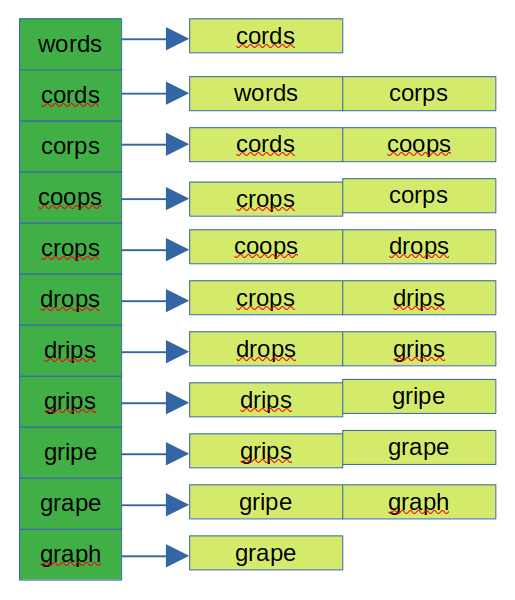 words cords
cords words corps
corps cords coops
coops crops corps
crops coops drops
drops crops drips
drips drops grips
grips drips gripe
gripe grips grape
grape gripe graph
graph grape